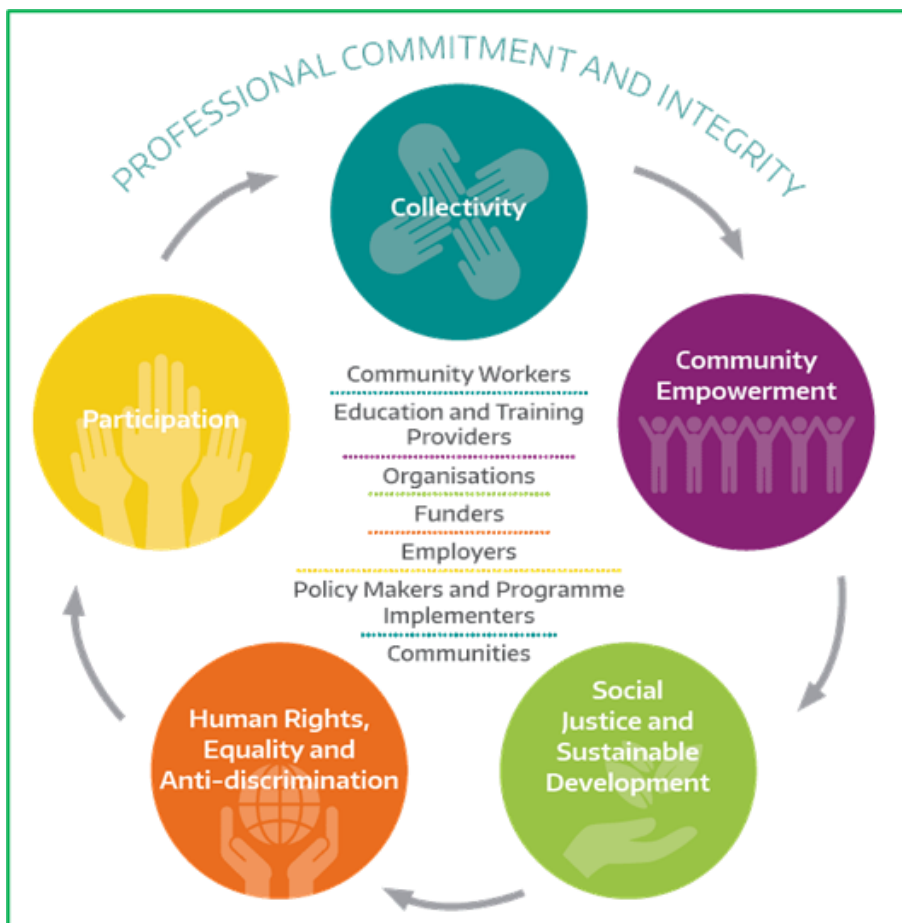 PROFESSIONAL COMMITMENT AND INTEGRITY
Collectivity
Community
Empowerment
Participation
Community Workers
Education and Training
Providers
Organisations
Funders
Employers
Policy Makers and Programme
Implementers
Communities
Human Rights,
Equality and
Anti-discrimination
Social
Justice and
Sustainable
Development